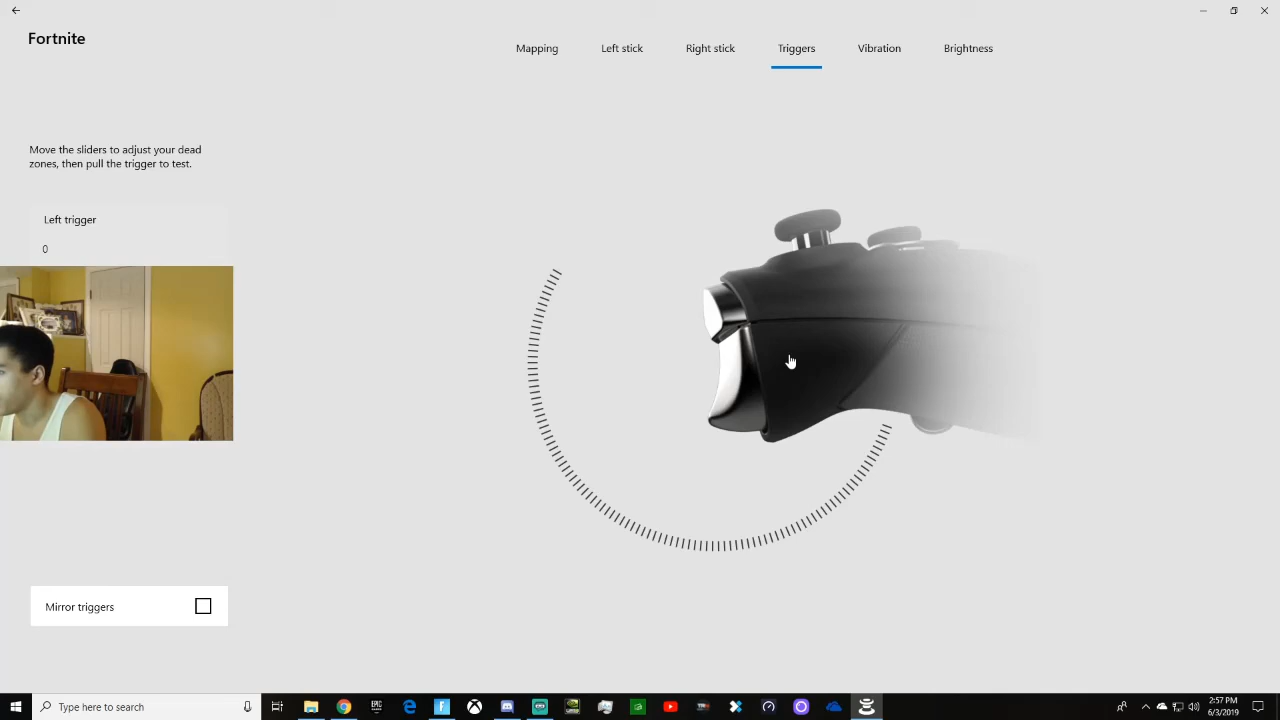 Fortnite
Mapping
Left stick
Right stick
Triggers
Vibration
Brightness
Move the sliders to adjust your dead
zones, then pull the trigger to test.
Left trigger
0
Mirror triggers
Type here to search
2:57 PM
6/3/2019